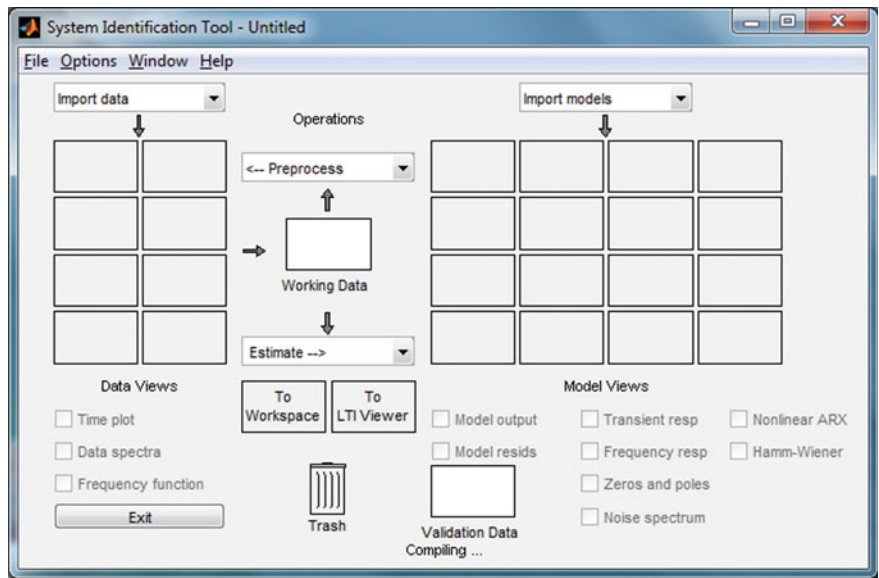 System Identification Tool - Untitled
File Options Window Help
Import data
Import models
Operations
<-- Preprocess
Working Data
Estimate -->
Data Views
Time plot
Data spectra
Frequency function
Exit
To
Workspace
To
LTI Viewer
Trash
Model Views
Model output
Transient resp
Nonlinear ARX
Model resids
Frequency resp
Hamm-Wiener
Zeros and poles
Noise spectrum
Validation Data
Compiling ...